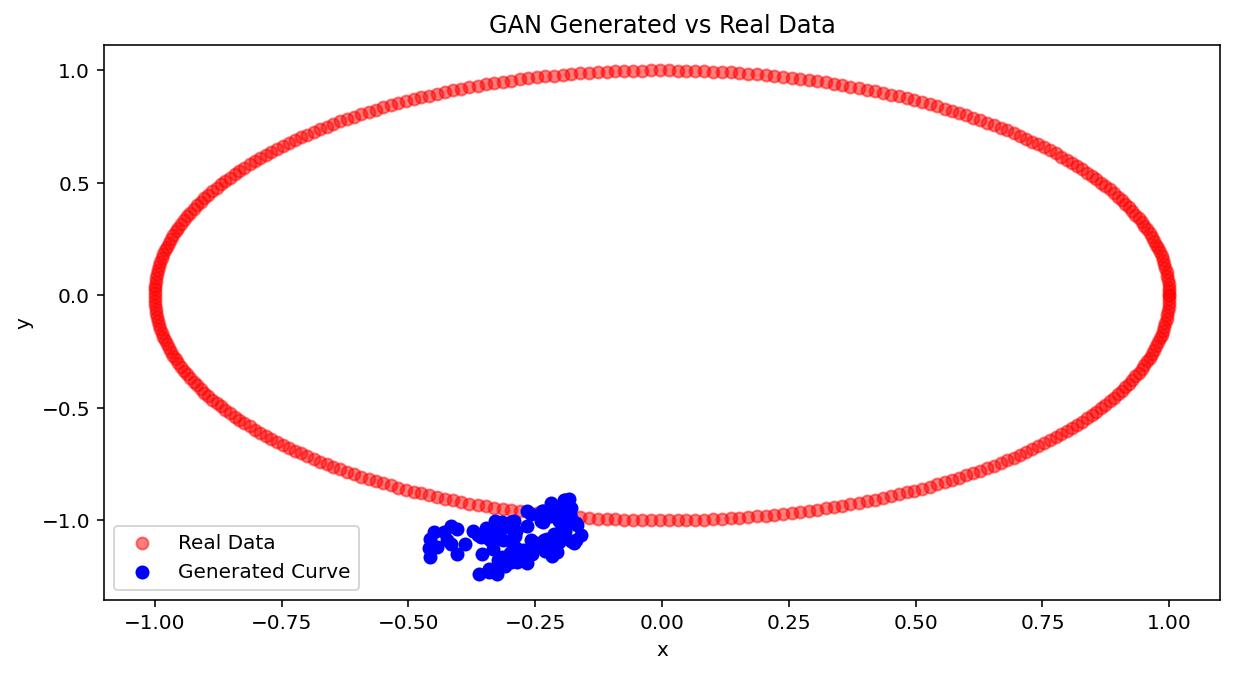 GAN Generated vs Real Data
1.0
0.5
0.0
−0.5
−1.0
y
Real Data
Generated Curve
−1.00 −0.75 −0.50 −0.25 0.00 0.25 0.50 0.75 1.00
x